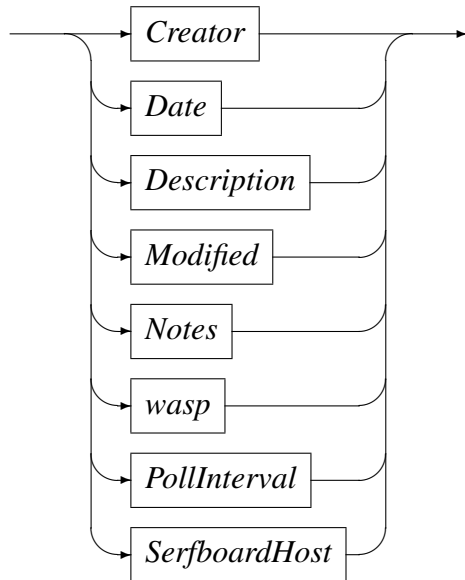 Creator
Date
Description
Modified
Notes
wasp
PollInterval
SerfboardHost